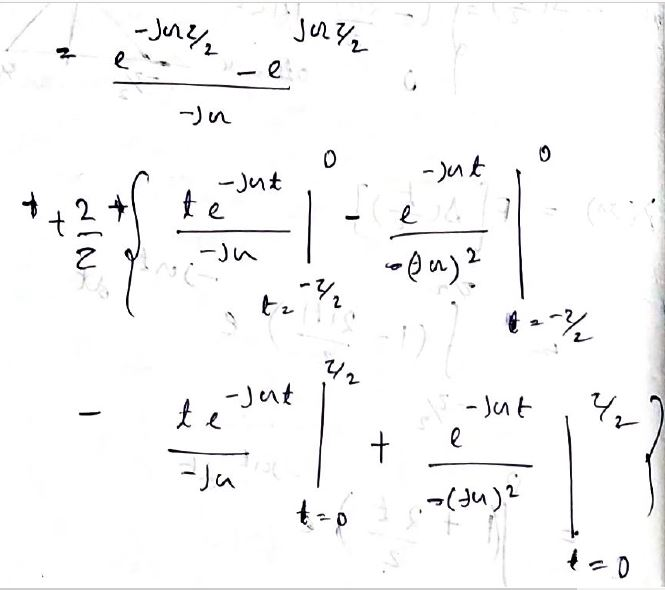 = (e^{-jωτ/2} - e^{jωτ/2}) / (-jω)
+ 2/τ { (t e^{-jωt}) / (-jω) |_{t=-τ/2}^{0} - (e^{-jωt}) / (-(jω)^2) |_{t=-τ/2}^{0}
- (t e^{-jωt}) / (-jω) |_{t=0}^{τ/2} + (e^{-jωt}) / (-(jω)^2) |_{t=0}^{τ/2} }